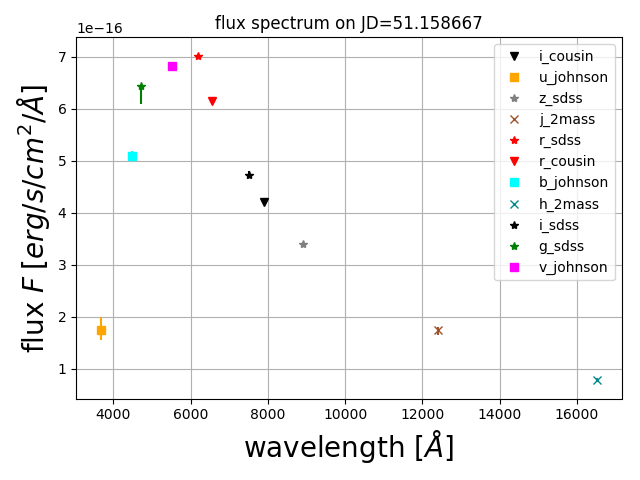 flux spectrum on JD=51.158667
1e−16
7
6
5
4
3
2
1
flux F [erg/s/cm²/Å]
4000 6000 8000 10000 12000 14000 16000
wavelength [Å]
i_cousin
u_johnson
z_sdss
j_2mass
r_sdss
r_cousin
b_johnson
h_2mass
i_sdss
g_sdss
v_johnson